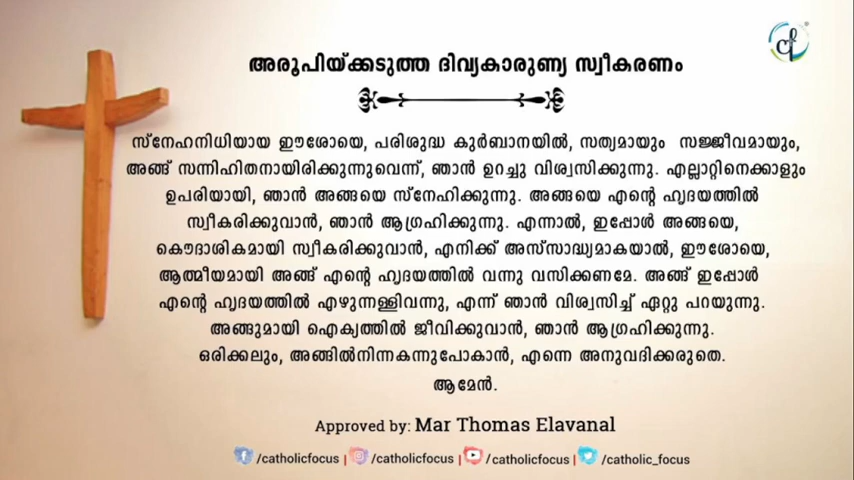 cf
അരൂപിയ്ക്കടുത്ത ദിവ്യകാരുണ്യ സ്വീകരണം
സ്നേഹനിധിയായ ഈശോയെ, പരിശുദ്ധ കുർബാനയിൽ, സത്യമായും സജ്ജീവമായും,
അങ്ങ് സന്നിഹിതനായിരിക്കുന്നുവെന്ന്, ഞാൻ ഉറച്ചു വിശ്വസിക്കുന്നു. എല്ലാറ്റിനെക്കാളും
ഉപരിയായി, ഞാൻ അങ്ങയെ സ്നേഹിക്കുന്നു. അങ്ങയെ എന്റെ ഹൃദയത്തിൽ
സ്വീകരിക്കുവാൻ, ഞാൻ ആഗ്രഹിക്കുന്നു. എന്നാൽ, ഇപ്പോൾ അങ്ങയെ,
കൌദാശികമായി സ്വീകരിക്കുവാൻ, എനിക്ക് അസ്സാദ്ധ്യമാകയാൽ, ഈശോയെ,
ആത്മീയമായി അങ്ങ് എന്റെ ഹൃദയത്തിൽ വന്നു വസിക്കണമേ. അങ്ങ് ഇപ്പോൾ
എന്റെ ഹൃദയത്തിൽ എഴുന്നള്ളിവന്നു, എന്ന് ഞാൻ വിശ്വസിച്ച് ഏറ്റു പറയുന്നു.
അങ്ങുമായി ഐക്യത്തിൽ ജീവിക്കുവാൻ, ഞാൻ ആഗ്രഹിക്കുന്നു.
ഒരിക്കലും, അങ്ങിൽനിന്നകന്നുപോകാൻ, എന്നെ അനുവദിക്കരുതെ.
ആമേൻ.
Approved by: Mar Thomas Elavanal
/catholicfocus | /catholicfocus | /catholicfocus | /catholic_focus